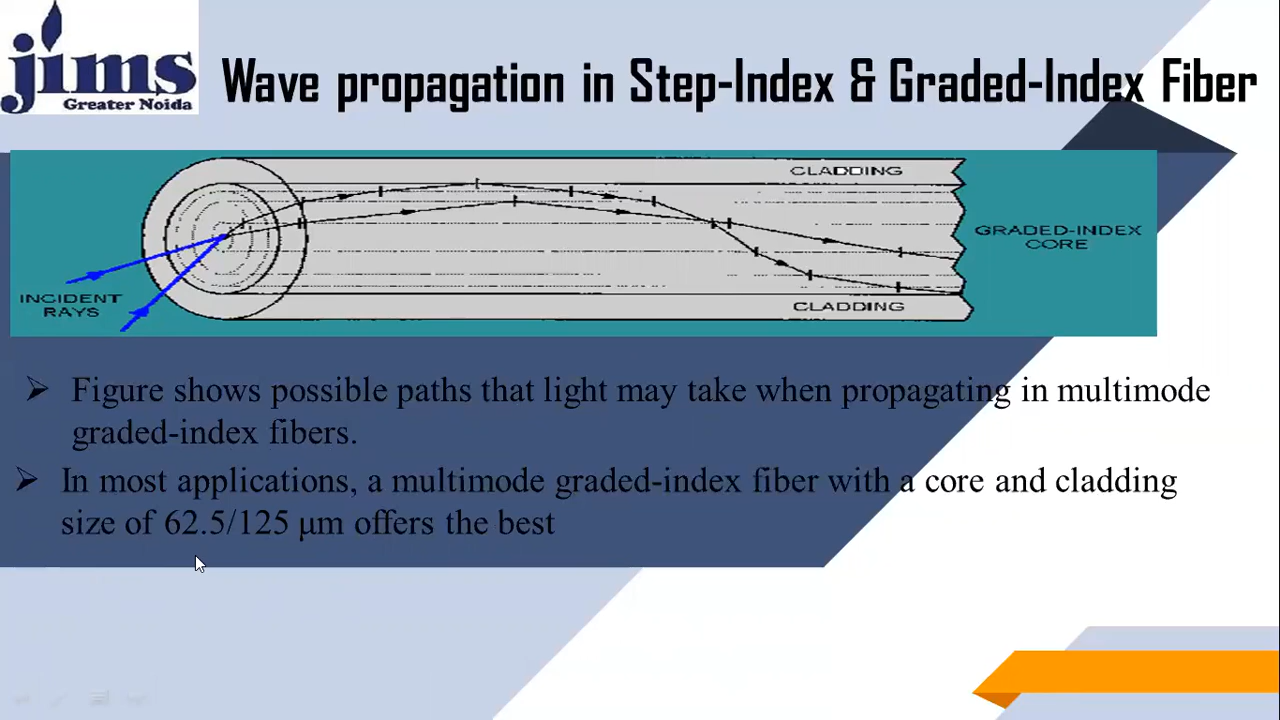 jims
Greater Noida
Wave propagation in Step-Index & Graded-Index Fiber
CLADDING
GRADED-INDEX
CORE
INCIDENT
RAYS
CLADDING
Figure shows possible paths that light may take when propagating in multimode
graded-index fibers.
In most applications, a multimode graded-index fiber with a core and cladding
size of 62.5/125 μm offers the best